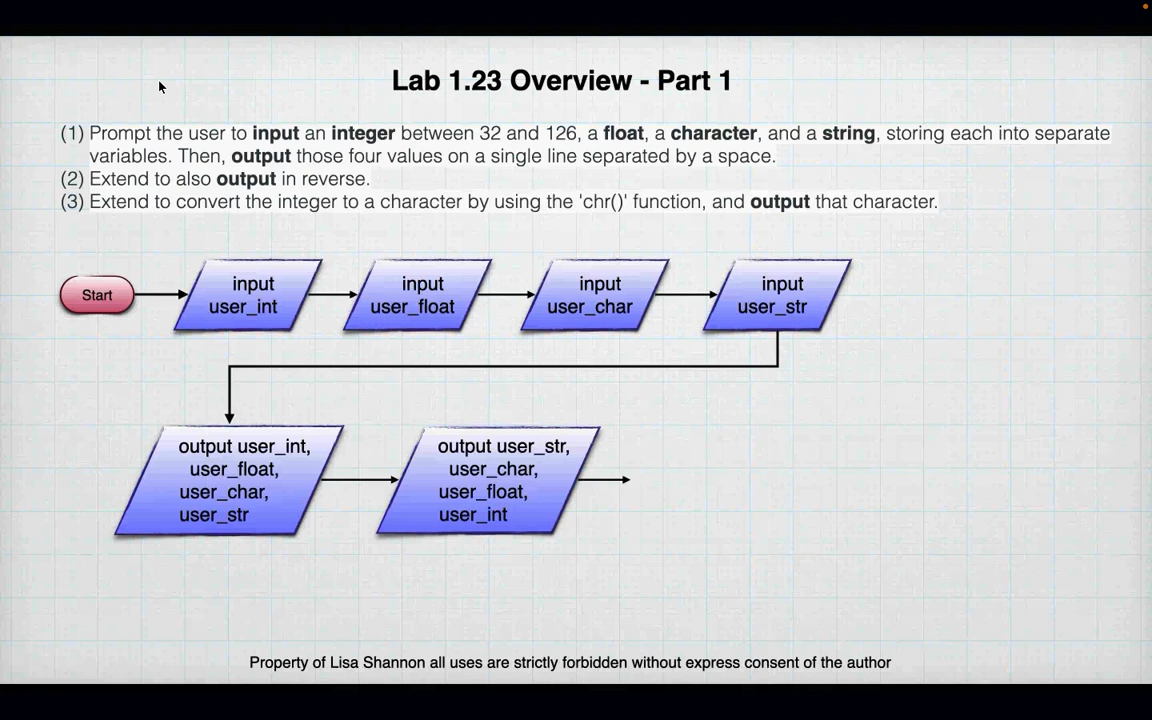 Lab 1.23 Overview - Part 1
(1) Prompt the user to input an integer between 32 and 126, a float, a character, and a string, storing each into separate
variables. Then, output those four values on a single line separated by a space.
(2) Extend to also output in reverse.
(3) Extend to convert the integer to a character by using the 'chr()' function, and output that character.
Start
input
user_int
input
user_float
input
user_char
input
user_str
output user_int,
user_float,
user_char,
user_str
output user_str,
user_char,
user_float,
user_int
Property of Lisa Shannon all uses are strictly forbidden without express consent of the author